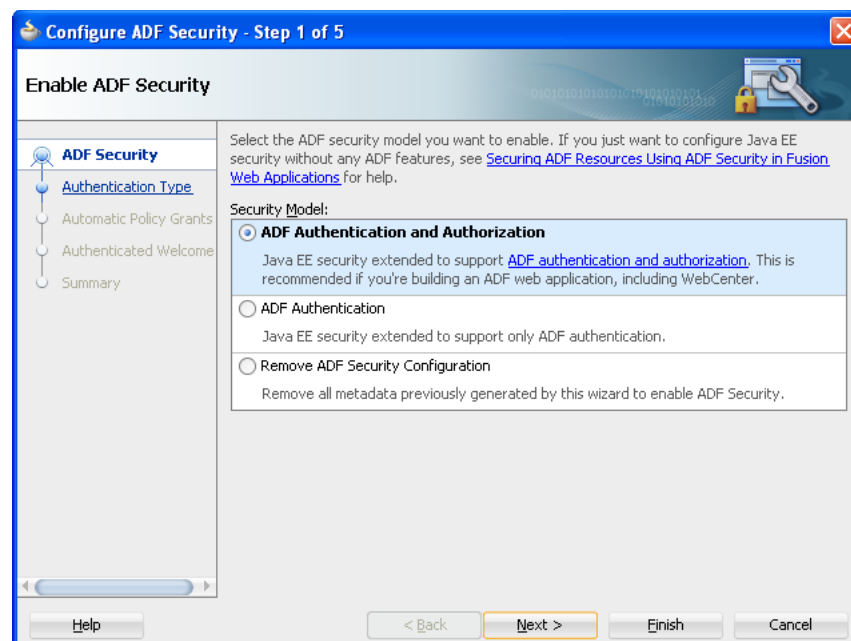 Configure ADF Security - Step 1 of 5
Enable ADF Security
ADF Security
Authentication Type
Automatic Policy Grants
Authenticated Welcome
Summary
Select the ADF security model you want to enable. If you just want to configure Java EE
security without any ADF features, see Securing ADF Resources Using ADF Security in Fusion
Web Applications for help.
Security Model:
ADF Authentication and Authorization
Java EE security extended to support ADF authentication and authorization. This is
recommended if you're building an ADF web application, including WebCenter.
ADF Authentication
Java EE security extended to support only ADF authentication.
Remove ADF Security Configuration
Remove all metadata previously generated by this wizard to enable ADF Security.
Help
< Back
Next >
Finish
Cancel